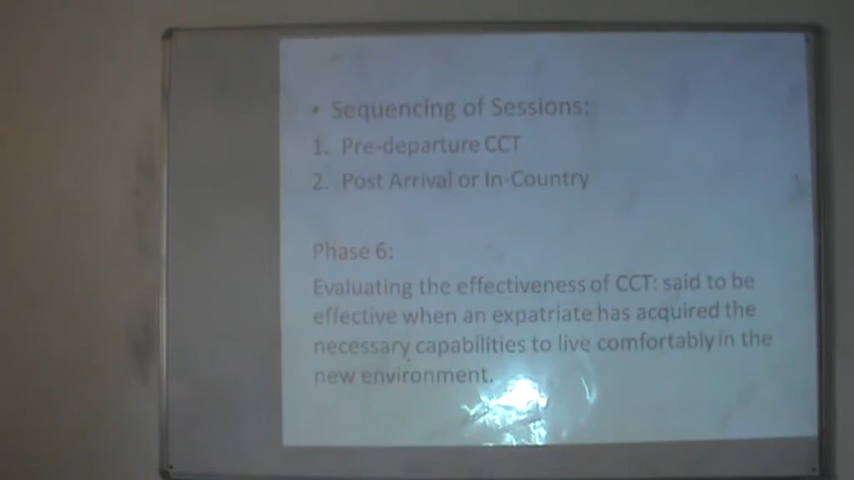 • Sequencing of Sessions:
1. Pre-departure CCT
2. Post Arrival or In-Country
Phase 6:
Evaluating the effectiveness of CCT: said to be
effective when an expatriate has acquired the
necessary capabilities to live comfortably in the
new environment.